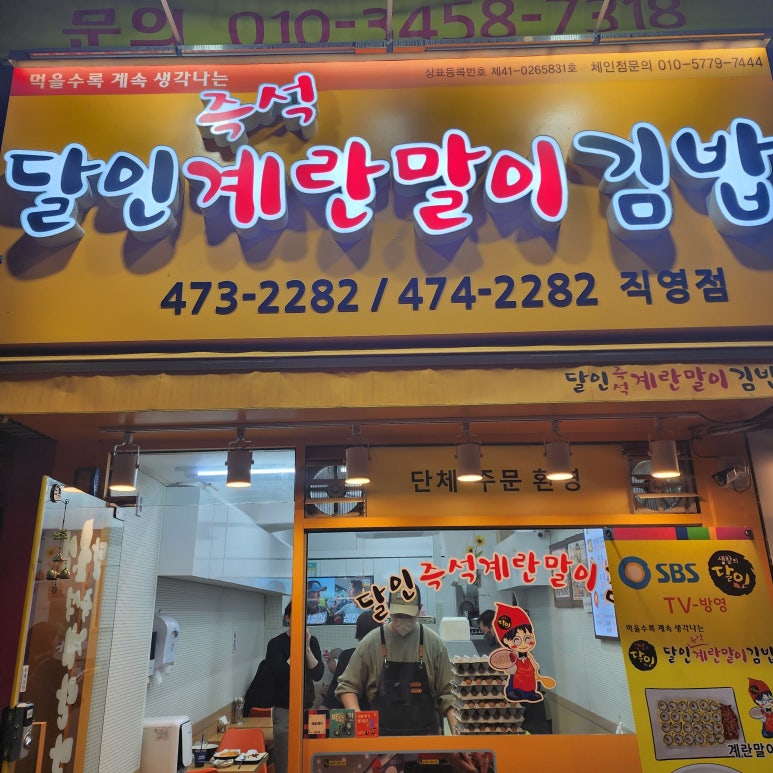 문의 010-3458-7318
먹을수록 계속 생각나는
상표등록번호 제41-0265831호 체인점문의 010-5779-7444
즉석
달인계란말이김밥
473-2282 / 474-2282 직영점
달인즉석계란말이김밥
단체 주문 환영
달인즉석계란말이
SBS
생활의
달인
TV-방영
먹을수록 계속 생각나는
달인
즉석
달인계란말이김밥
계란말이